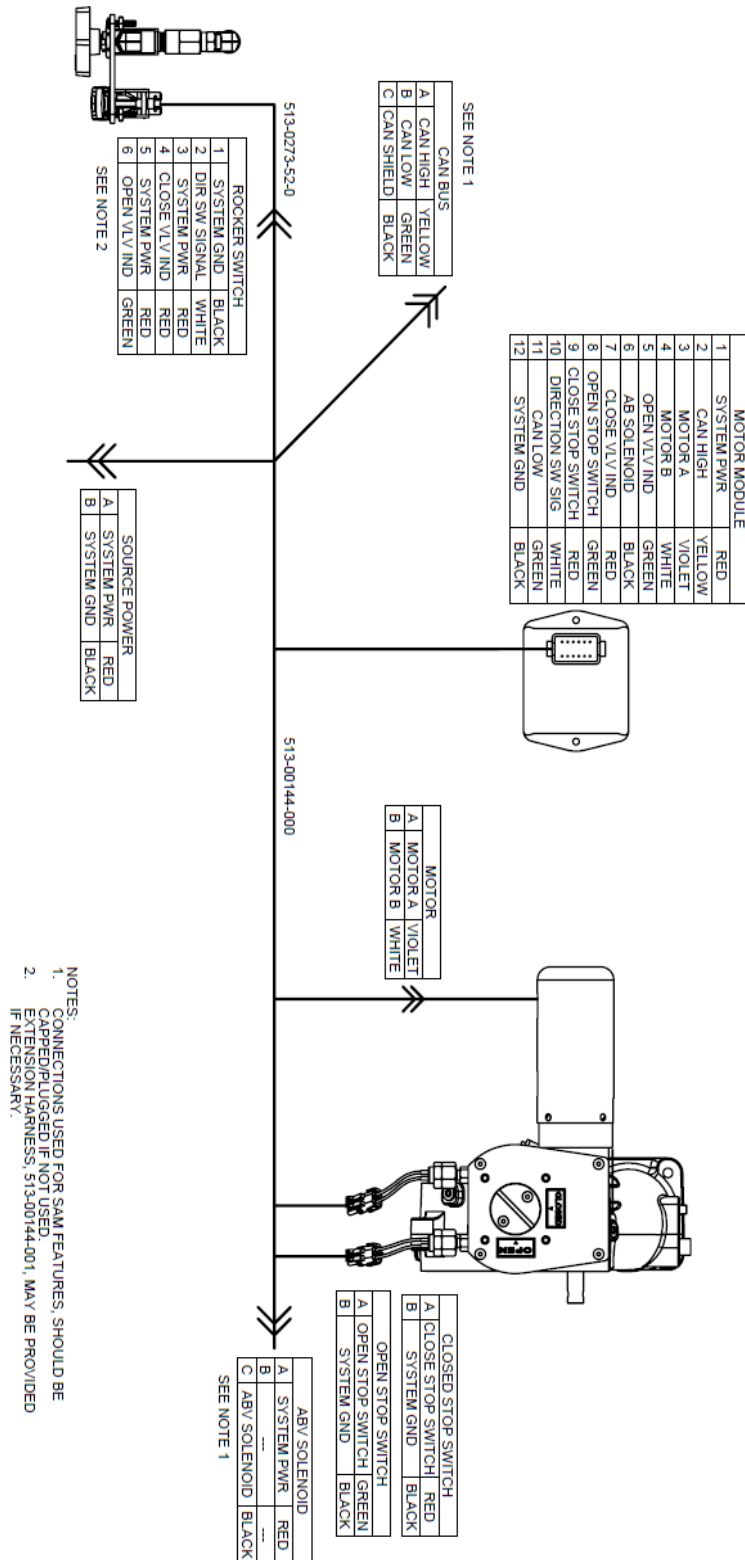 SEE NOTE 1
CAN BUS
A CAN HIGH YELLOW
B CAN LOW GREEN
C CAN SHIELD BLACK
MOTOR MODULE
1 SYSTEM PWR RED
2 CAN HIGH YELLOW
3 MOTOR A VIOLET
4 MOTOR B WHITE
5 OPEN VLV IND GREEN
6 AB SOLENOID BLACK
7 CLOSE VLV IND RED
8 OPEN STOP SWITCH GREEN
9 CLOSE STOP SWITCH RED
10 DIRECTION SW SIG WHITE
11 CAN LOW GREEN
12 SYSTEM GND BLACK
MOTOR
A MOTOR A VIOLET
B MOTOR B WHITE
CLOSED
OPEN
CLOSED STOP SWITCH
A CLOSE STOP SWITCH RED
B SYSTEM GND BLACK
OPEN STOP SWITCH
A OPEN STOP SWITCH GREEN
B SYSTEM GND BLACK
513-0273-52-0
513-00144-000
ROCKER SWITCH
1 SYSTEM GND BLACK
2 DIR SW SIGNAL WHITE
3 SYSTEM PWR RED
4 CLOSE VLV IND RED
5 SYSTEM PWR RED
6 OPEN VLV IND GREEN
SEE NOTE 2
SOURCE POWER
A SYSTEM PWR RED
B SYSTEM GND BLACK
ABV SOLENOID
A SYSTEM PWR RED
B --- ---
C ABV SOLENOID BLACK
SEE NOTE 1
NOTES:
1. CONNECTIONS USED FOR SAM FEATURES, SHOULD BE
CAPPED/PLUGGED IF NOT USED.
2. EXTENSION HARNESS, 513-00144-001, MAY BE PROVIDED
IF NECESSARY.